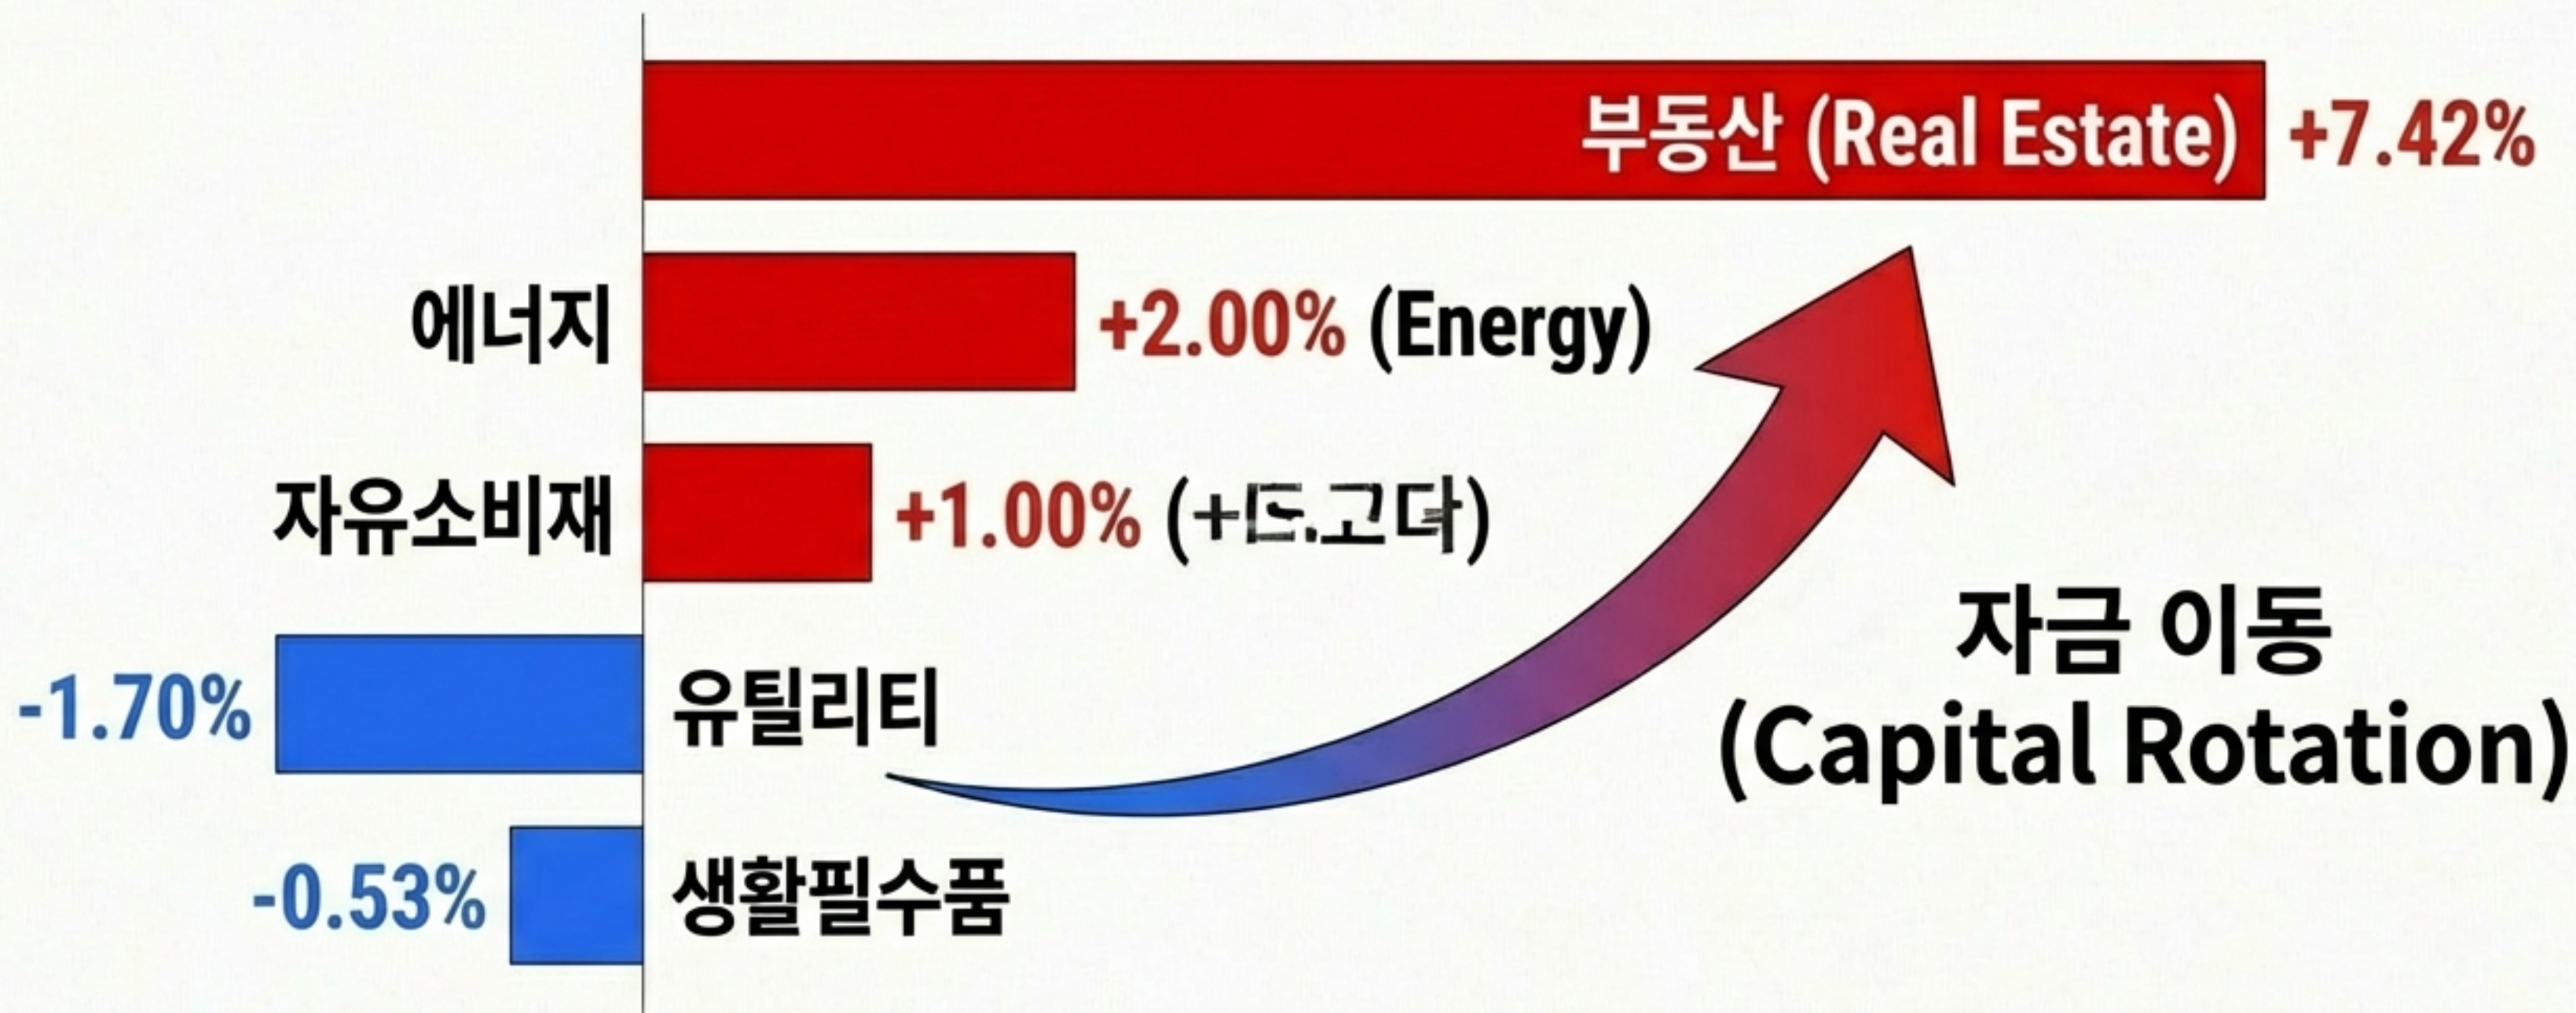 부동산 (Real Estate) +7.42%
에너지 +2.00% (Energy)
자유소비재 +1.00%
-1.70% 유틸리티
-0.53% 생활필수품
자금 이동
(Capital Rotation)